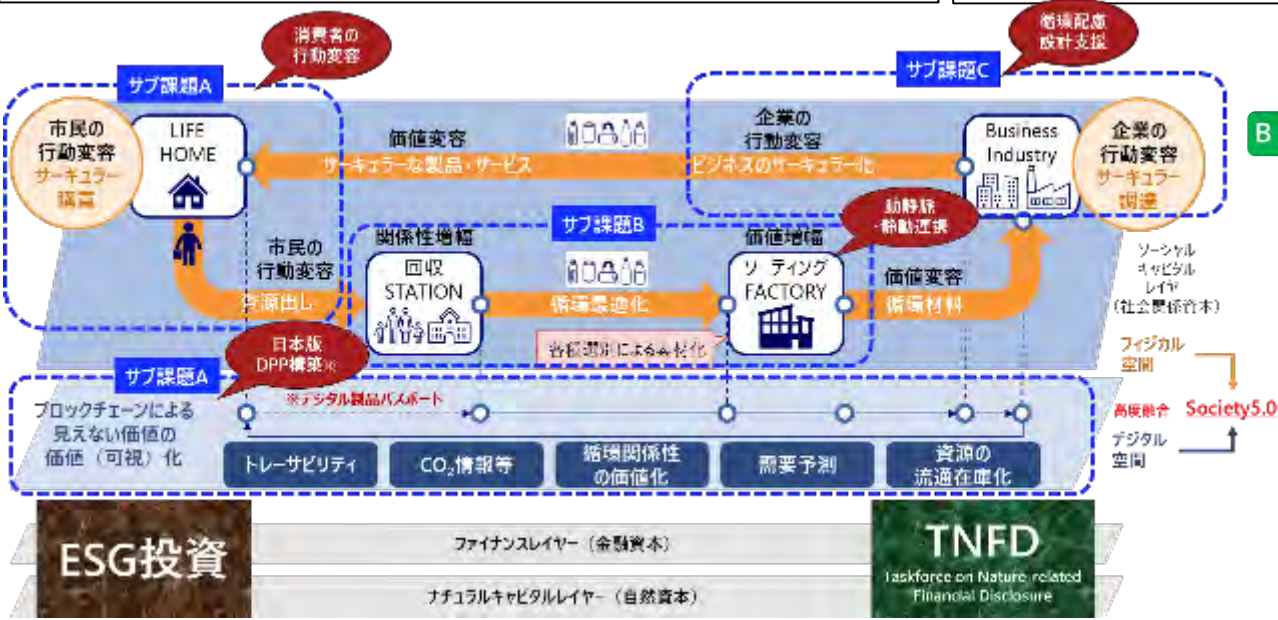 消費者の
行動変容
循環配慮
設計支援
サブ課題A
サブ課題C
市民の
行動変容
サーキュラー
購買
LIFE
HOME
価値変容
サーキュラーな製品・サービス
企業の
行動変容
ビジネスのサーキュラー化
Business
Industry
企業の
行動変容
サーキュラー
調達
B
サブ課題B
動静脈
・静動連携
市民の
行動変容
資源出し
関係性増幅
回収
STATION
循環最適化
価値増幅
ソーティング
FACTORY
価値変容
循環材料
各種選別による素材化
ソーシャル
キャピタル
レイヤ
(社会関係資本)
日本版
DPP構築※
サブ課題A
※デジタル製品パスポート
ブロックチェーンによる
見えない価値の
価値（可視）化
トレーサビリティ
CO₂情報等
循環関係性
の価値化
需要予測
資源の
流通在庫化
フィジカル
空間
高度融合 Society5.0
デジタル
空間
ESG投資
ファイナンスレイヤー（金融資本）
ナチュラルキャピタルレイヤー（自然資本）
TNFD
Taskforce on Nature-related
Financial Disclosure